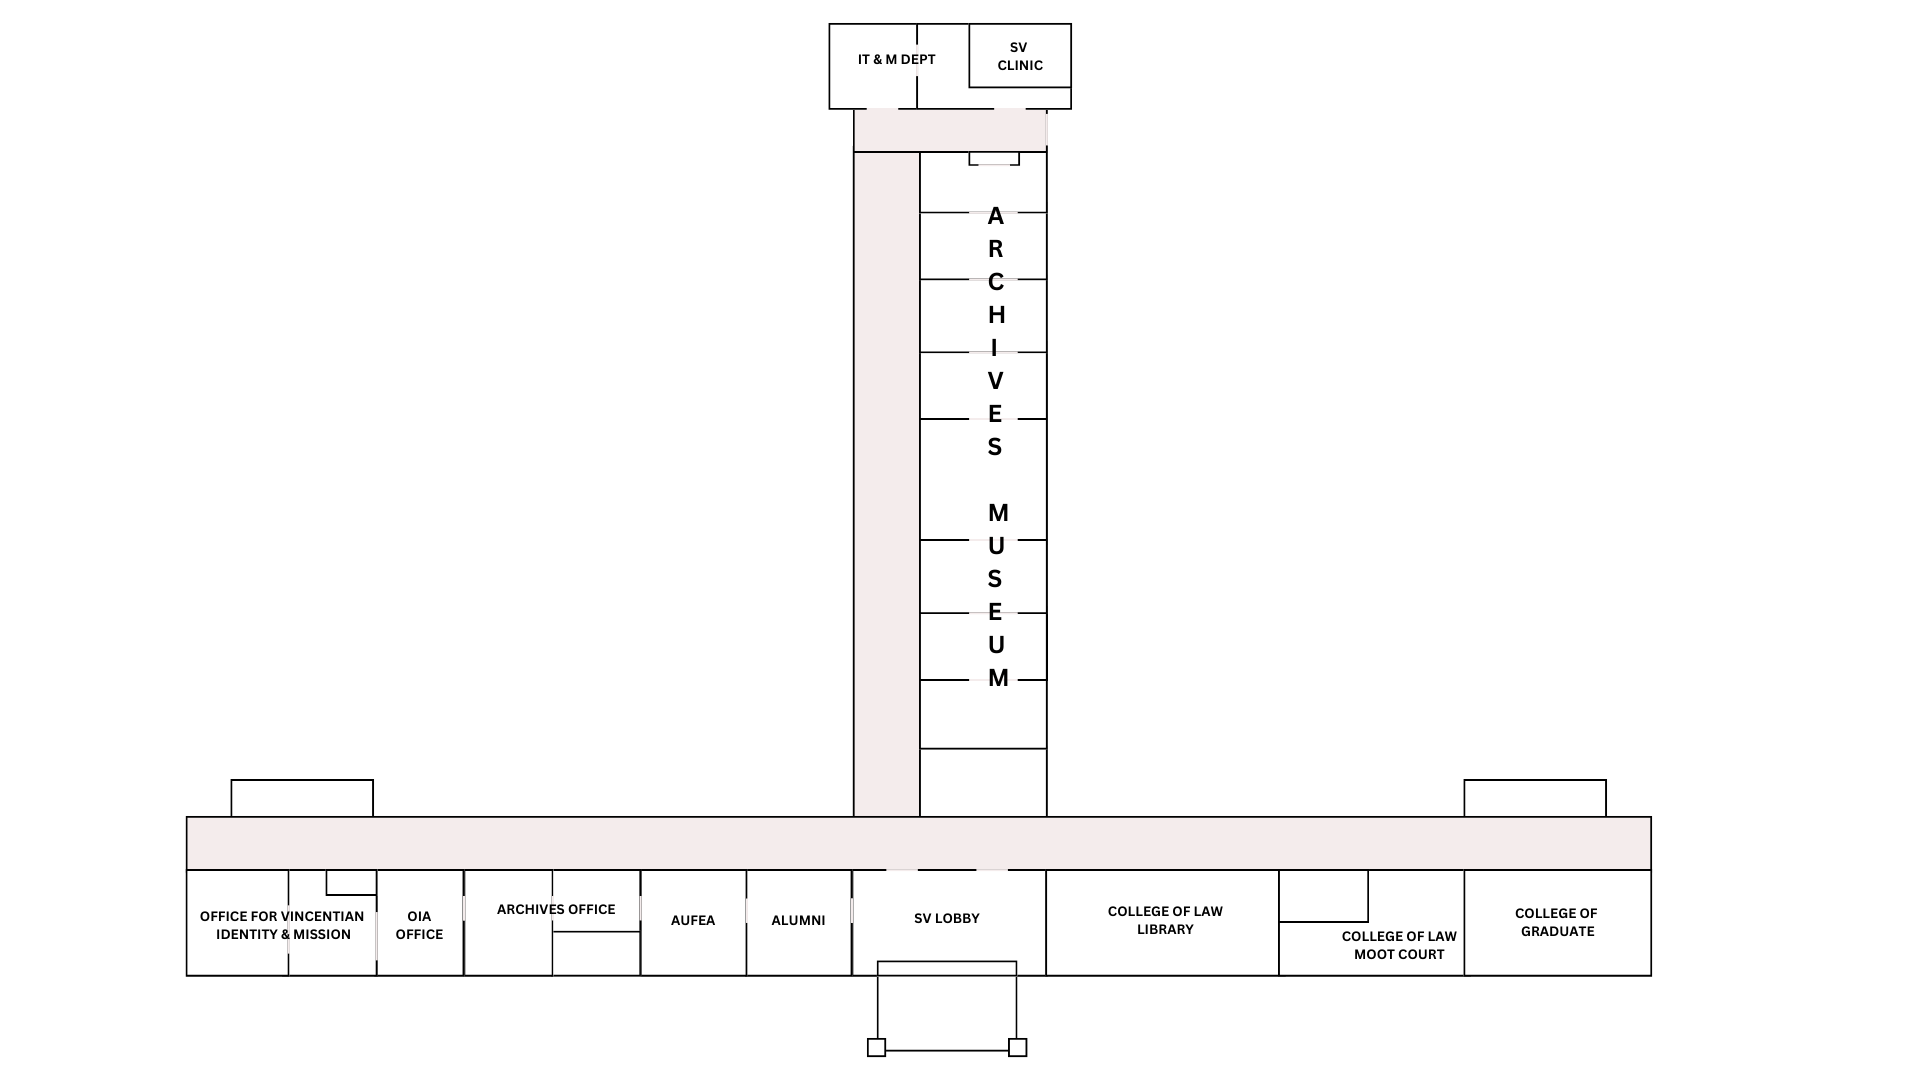 IT & M DEPT
SV
CLINIC
A
R
C
H
I
V
E
S
M
U
S
E
U
M
OFFICE FOR VINCENTIAN
IDENTITY & MISSION
OIA
OFFICE
ARCHIVES OFFICE
AUFEA
ALUMNI
SV LOBBY
COLLEGE OF LAW
LIBRARY
COLLEGE OF LAW
MOOT COURT
COLLEGE OF
GRADUATE